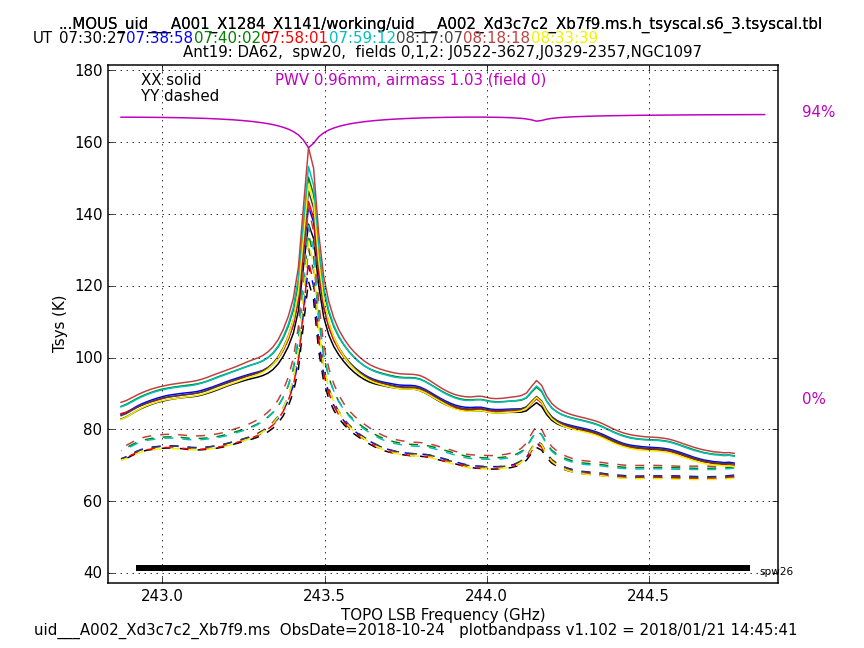 ...MOUS_uid___A001_X1284_X1141/working/uid___A002_Xd3c7c2_Xb7f9.ms.h_tsyscal.s6_3.tsyscal.tbl
UT 07:30:27 07:38:58 07:40:02 07:58:01 07:59:12 08:17:07 08:18:18 08:33:39
Ant19: DA62, spw20, fields 0,1,2: J0522-3627,J0329-2357,NGC1097
XX solid
YY dashed
PWV 0.96mm, airmass 1.03 (field 0)
94%
0%
180
160
140
120
100
80
60
40
Tsys (K)
spw26
243.0 243.5 244.0 244.5
TOPO LSB Frequency (GHz)
uid___A002_Xd3c7c2_Xb7f9.ms ObsDate=2018-10-24 plotbandpass v1.102 = 2018/01/21 14:45:41